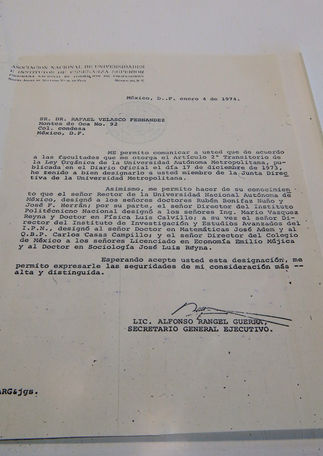 ASOCIACION NACIONAL DE UNIVERSIDADES
E INSTITUTOS DE ENSEÑANZA SUPERIOR
México, D..F. enero 4 de 1974.
SR. DR. RAFAEL VELASCO FERNANDEZ
Montes de Oca No. 92
Col. Condesa
México, D.F.
ME permito comunicar a usted que de acuerdo
a las facultades que me otorga el Artículo 2° Transitorio de
la Ley Orgánica de la Universidad Autónoma Metropolitana, pu-
blicada en el Diario Oficial el día 17 de diciembre de 1973,
he tenido a bien designarlo a usted miembro de la Junta Direc
tiva de la Universidad Metropolitana.
Asimismo, me permito hacer de su conocimien
to que el señor Rector de la Universidad Nacional Autónoma de
México, designó a los señores doctores Rubén Bonifaz Nuño y
José F. Herrán; por su parte, el señor Director del Instituto
Politécnico Nacional designó a los señores Ing. Mario Vázquez
Reyna y Doctor en Física Luis Calvillo; a su vez el señor Di-
rector del Centro de Investigación y Estudios Avanzados del
I.P.N., designó al señor Doctor en Matemáticas José Adem y al
Q.B.P. Carlos Casas Campillo; y el señor Director del Colegio
de México a los señores Licenciado en Economía Emilio Mújica
y al Doctor en Sociología José Luis Reyna.
Esperando acepte usted esta designación, me
permito expresarle las seguridades de mi consideración más --
alta y distinguida.
LIC. ALFONSO RANGEL GUERRA,
SECRETARIO GENERAL EJECUTIVO.
ARG&jgs.